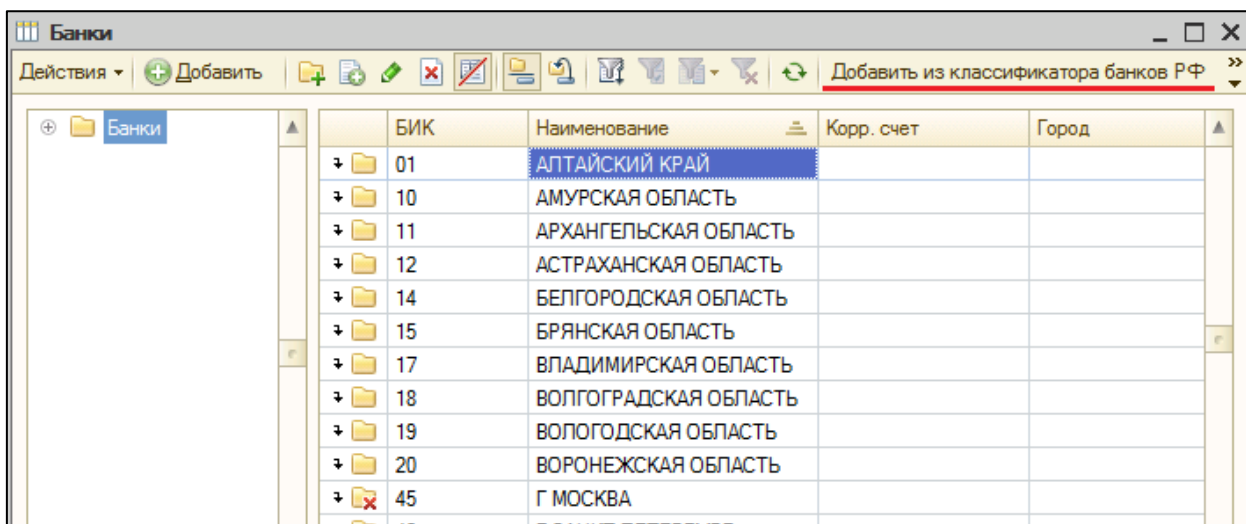 Банки
Действия Добавить Добавить из классификатора банков РФ
Банки
БИК Наименование Корр. счет Город
01 АЛТАЙСКИЙ КРАЙ
10 АМУРСКАЯ ОБЛАСТЬ
11 АРХАНГЕЛЬСКАЯ ОБЛАСТЬ
12 АСТРАХАНСКАЯ ОБЛАСТЬ
14 БЕЛГОРОДСКАЯ ОБЛАСТЬ
15 БРЯНСКАЯ ОБЛАСТЬ
17 ВЛАДИМИРСКАЯ ОБЛАСТЬ
18 ВОЛГОГРАДСКАЯ ОБЛАСТЬ
19 ВОЛОГОДСКАЯ ОБЛАСТЬ
20 ВОРОНЕЖСКАЯ ОБЛАСТЬ
45 Г МОСКВА